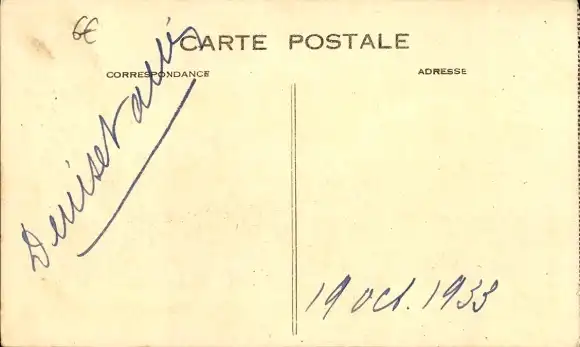 6€
CARTE POSTALE
CORRESPONDANCE
ADRESSE
19 oct. 1933